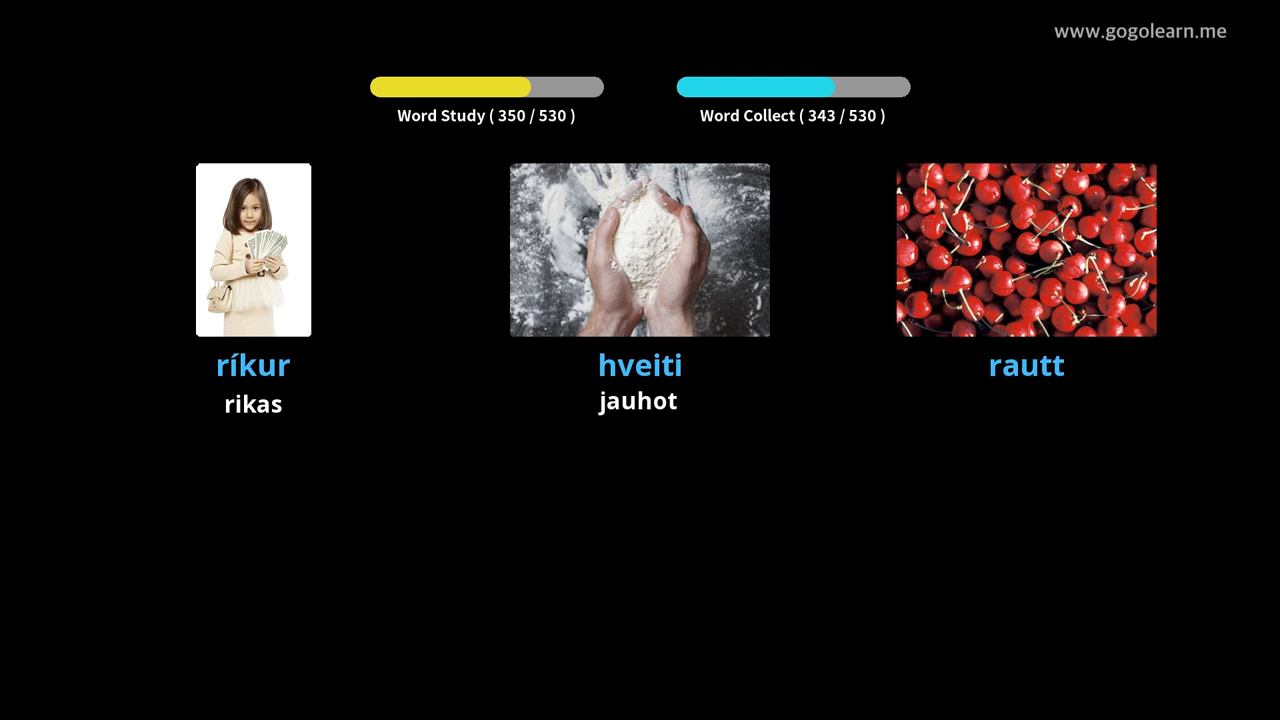 www.gogolearn.me
Word Study ( 350 / 530 )
Word Collect ( 343 / 530 )
ríkur
rikas
hveiti
jauhot
rautt